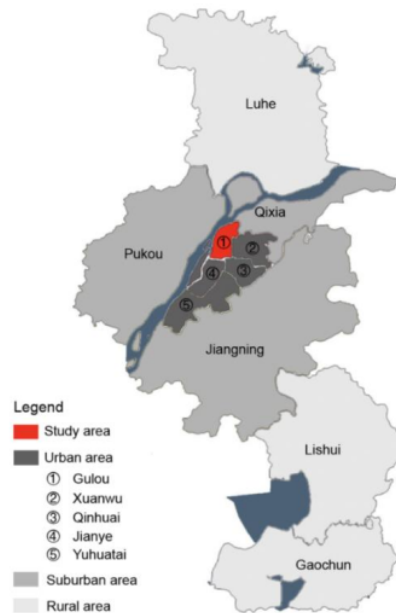 Luhe
Qixia
Pukou
①
②
③
④
⑤
Jiangning
Legend
Study area
Urban area
① Gulou
② Xuanwu
③ Qinhuai
④ Jianye
⑤ Yuhuatai
Suburban area
Rural area
Lishui
Gaochun